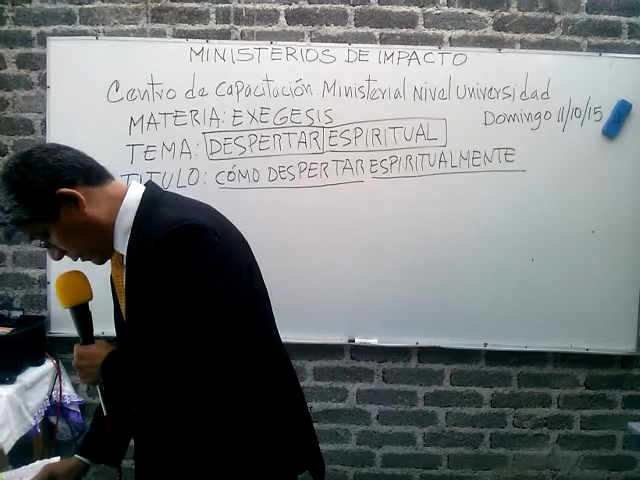 MINISTERIOS DE IMPACTO
Centro de Capacitación Ministerial Nivel Universidad
MATERIA: EXEGESIS
Domingo 11/10/15
TEMA: DESPERTAR ESPIRITUAL
TITULO: CÓMO DESPERTAR ESPIRITUALMENTE